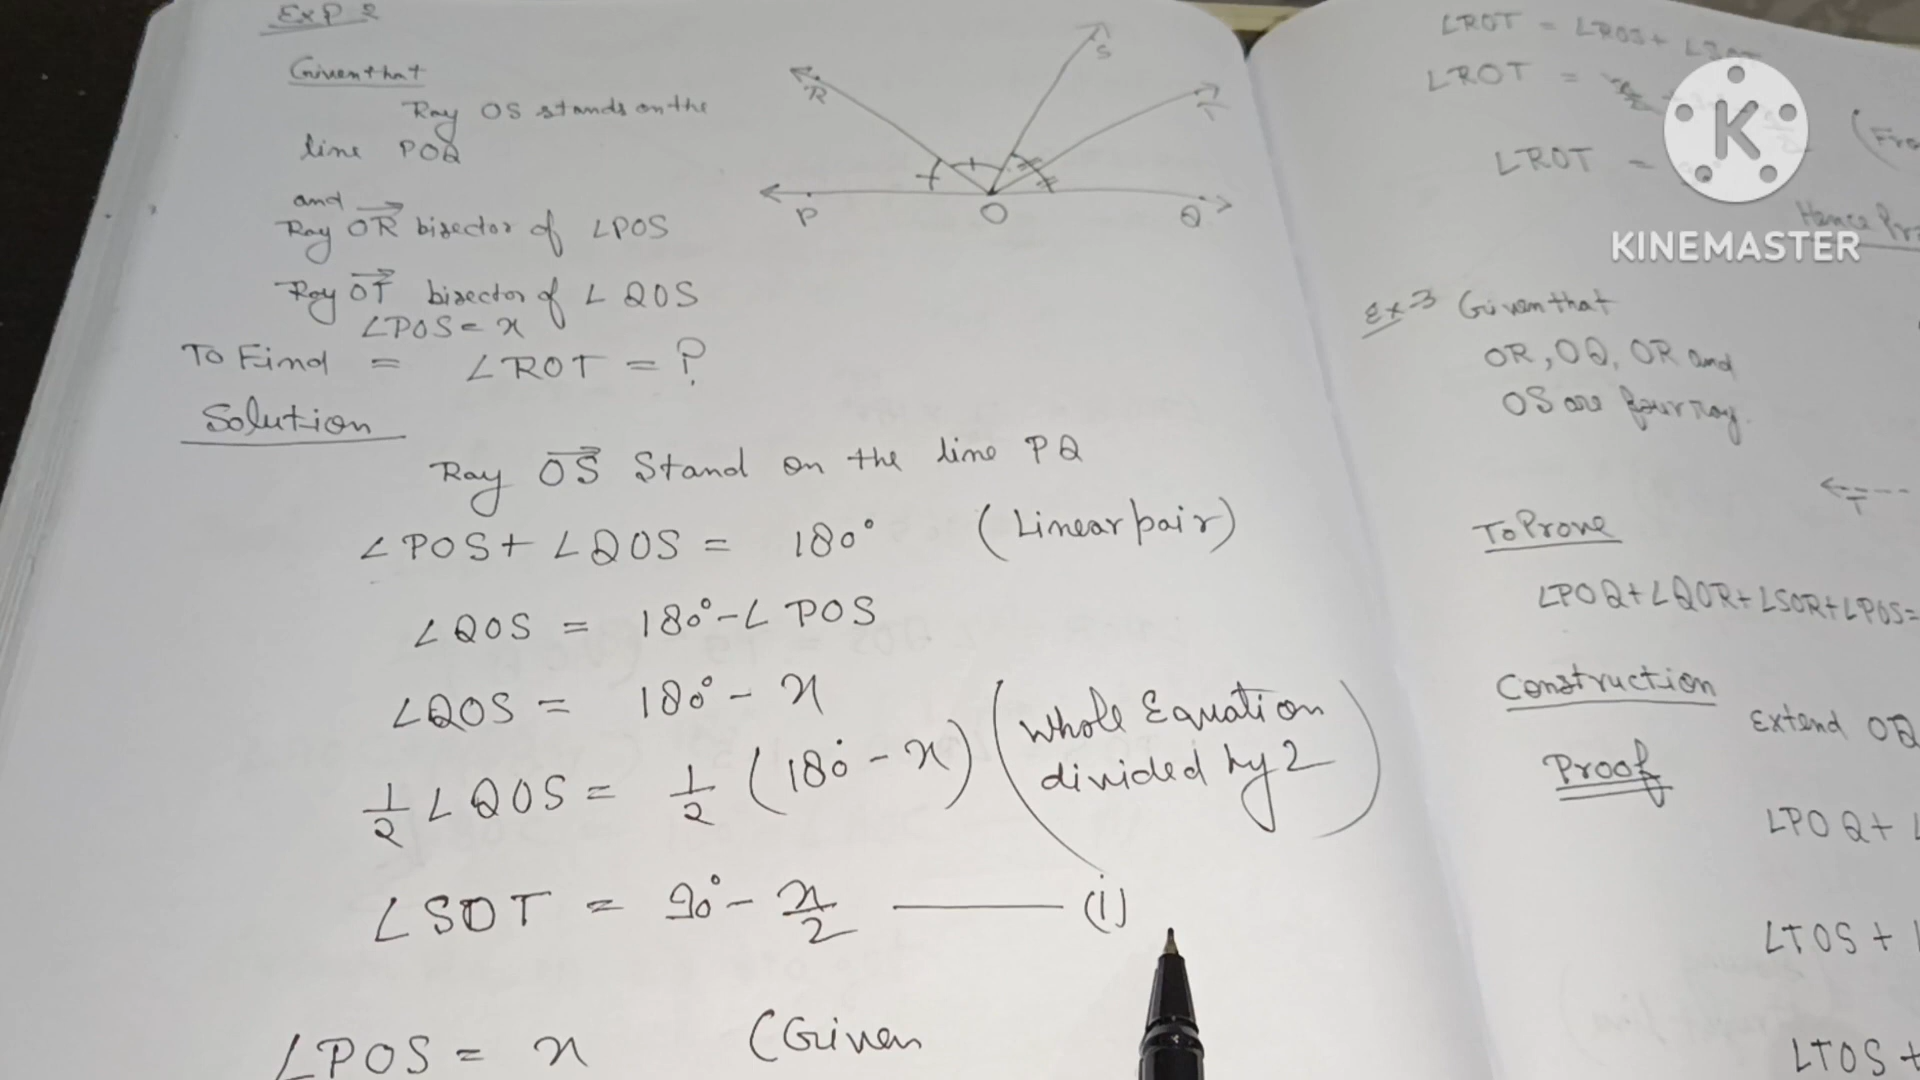 Exp 2
Given that
Ray OS stands on the
line POQ
and
Ray OR bisector of ∠POS
Ray OT bisector of ∠QOS
∠POS = x
To Find = ∠ROT = ?
Solution
Ray OS Stand on the line PQ
∠POS + ∠QOS = 180° (Linear pair)
∠QOS = 180° - ∠POS
∠QOS = 180° - x
1/2 ∠QOS = 1/2 (180° - x) (Whole Equation
divided by 2)
∠SOT = 90° - x/2 (i)
∠POS = x (Given
R
S
T
P
O
Q
∠ROT = ∠ROS +
∠ROT =
∠ROT =
K
KINEMASTER
Ex-3 Given that
OR, OQ, OR and
OS are four ray.
T
To Prove
∠POQ + ∠QOR + ∠SOR + ∠POS =
Construction
Extend OQ
Proof
∠POQ +
∠TOS +
∠TOS +